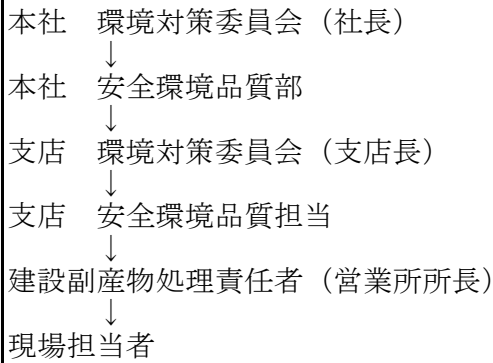 本社　環境対策委員会（社長）
↓
本社　安全環境品質部
↓
支店　環境対策委員会（支店長）
↓
支店　安全環境品質担当
↓
建設副産物処理責任者（営業所所長）
↓
現場担当者